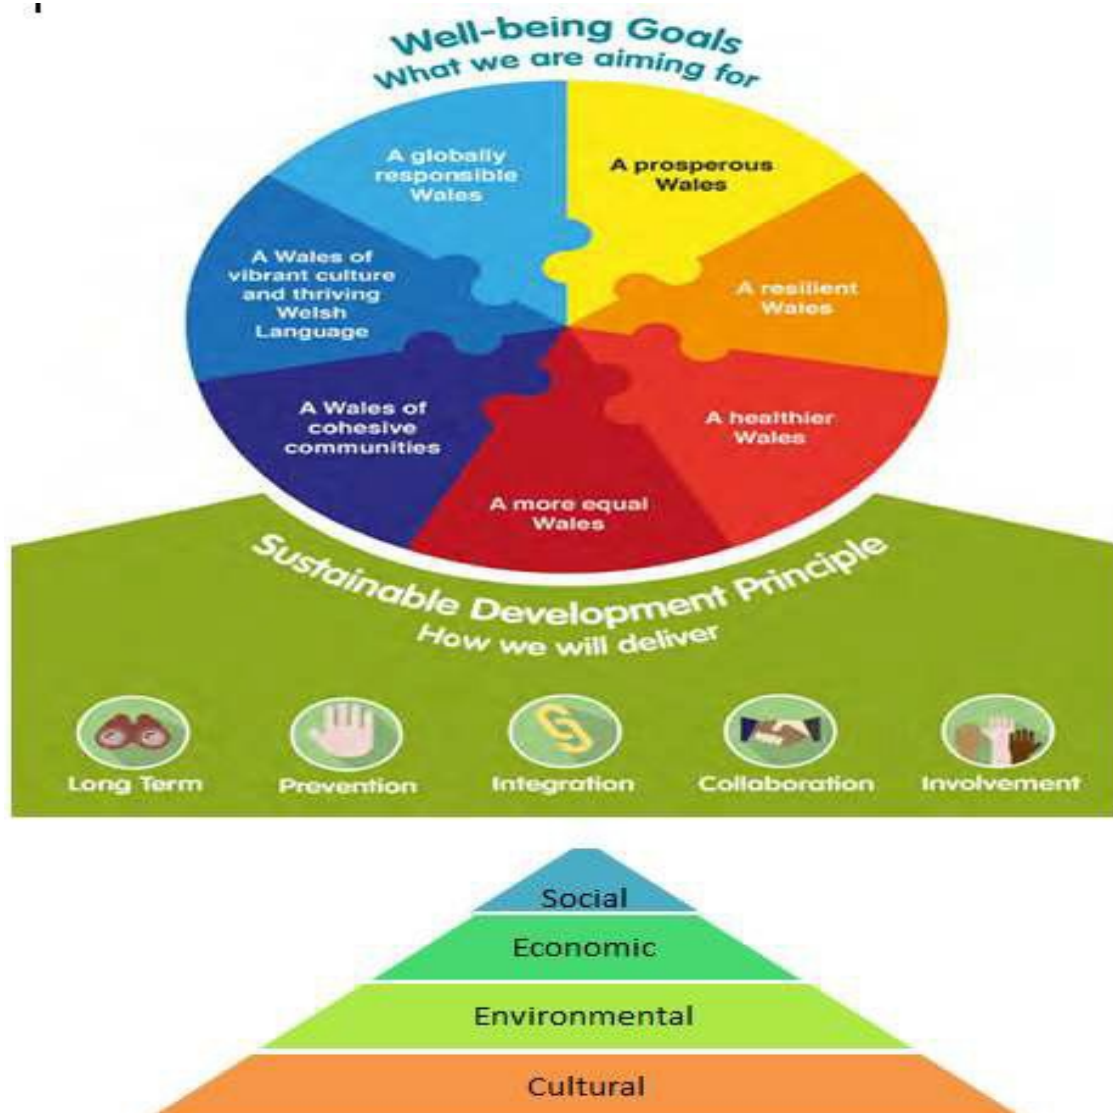 Well-being Goals
What we are aiming for
A globally
responsible
Wales
A prosperous
Wales
A Wales of
vibrant culture
and thriving
Welsh
Language
A resilient
Wales
A Wales of
cohesive
communities
A healthier
Wales
A more equal
Wales
Sustainable Development Principle
How we will deliver
Long Term
Prevention
Integration
Collaboration
Involvement
Social
Economic
Environmental
Cultural